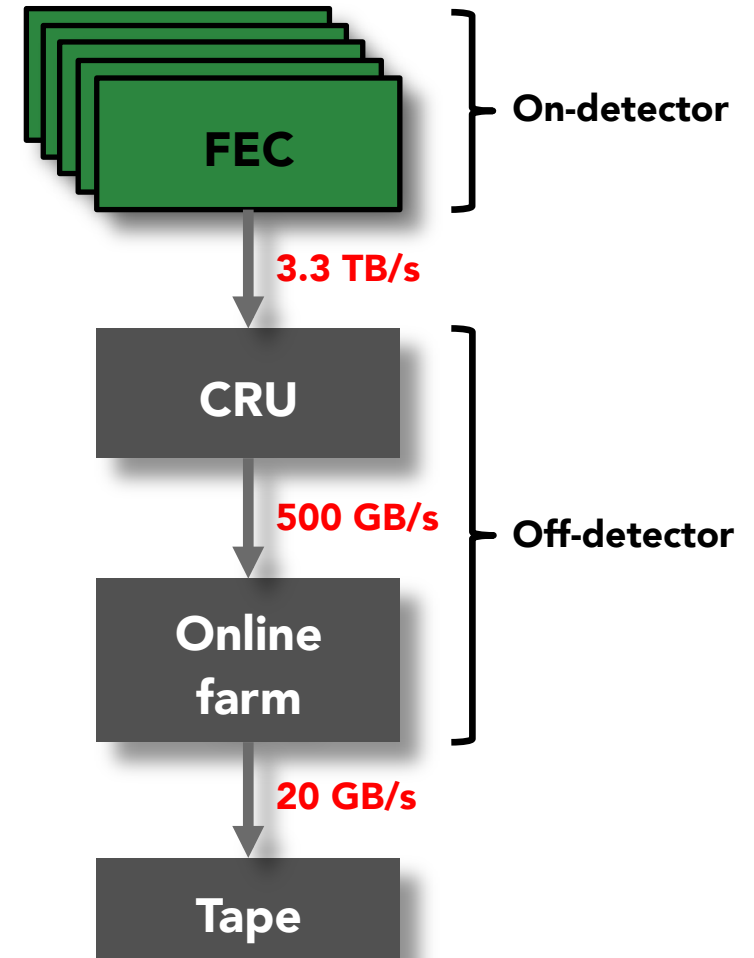 FEC
On-detector
3.3 TB/s
CRU
500 GB/s
Off-detector
Online
farm
20 GB/s
Tape